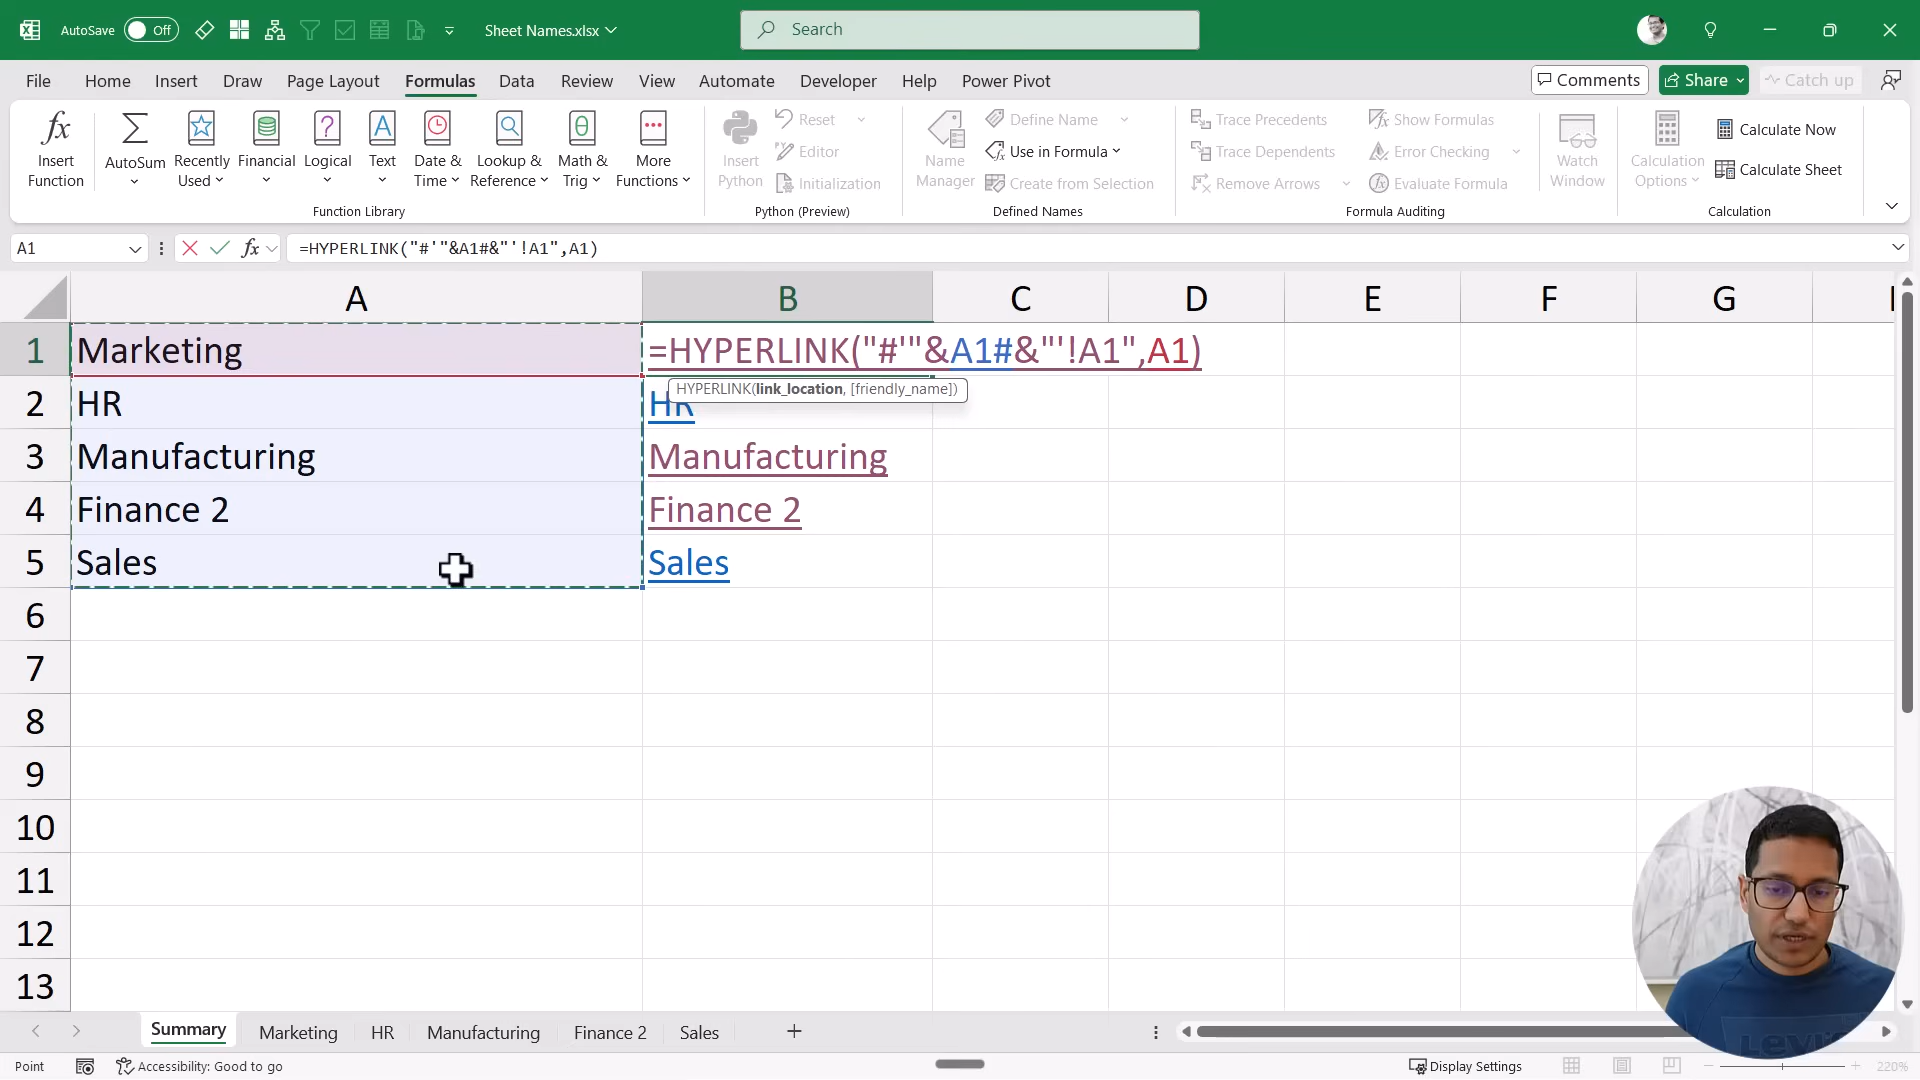 AutoSave Off Sheet Names.xlsx Search
File Home Insert Draw Page Layout Formulas Data Review View Automate Developer Help Power Pivot Comments Share Catch up
Insert Function
AutoSum
Recently Used
Financial
Logical
Text
Date & Time
Lookup & Reference
Math & Trig
More Functions
Function Library
Insert Python
Reset
Editor
Initialization
Python (Preview)
Name Manager
Define Name
Use in Formula
Create from Selection
Defined Names
Trace Precedents
Trace Dependents
Remove Arrows
Show Formulas
Error Checking
Evaluate Formula
Formula Auditing
Watch Window
Calculation Options
Calculate Now
Calculate Sheet
Calculation
A1 fx =HYPERLINK("#'"&A1#&"'!A1",A1)
A B C D E F G
1 Marketing =HYPERLINK("#'"&A1#&"'!A1",A1)
HYPERLINK(link_location, [friendly_name])
2 HR HR
3 Manufacturing Manufacturing
4 Finance 2 Finance 2
5 Sales Sales
6
7
8
9
10
11
12
13
Summary Marketing HR Manufacturing Finance 2 Sales
Point Accessibility: Good to go Display Settings 220%